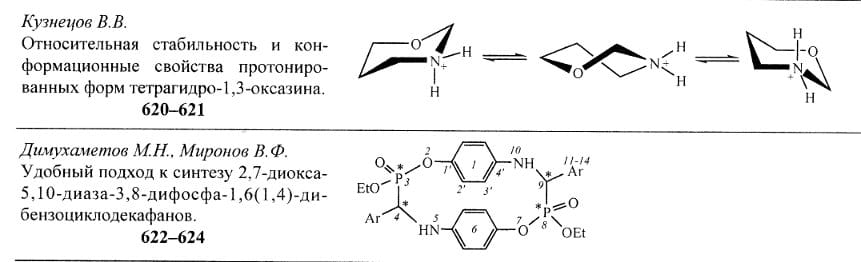 Кузнецов В.В.
Относительная стабильность и кон-
формационные свойства протониро-
ванных форм тетрагидро-1,3-оксазина.
620–621
O N + H H
O N + H H
H N + O H
Димухаметов М.Н., Миронов В.Ф.
Удобный подход к синтезу 2,7-диокса-
5,10-диаза-3,8-дифосфа-1,6(1,4)-ди-
бензоциклодекафанов.
622–624
2 10 11-14
O * O 1 NH Ar
P 1' 4' *
EtO 3 2' 3' 9
* * O
Ar 4 5 P
HN 6 O 8
7 OEt